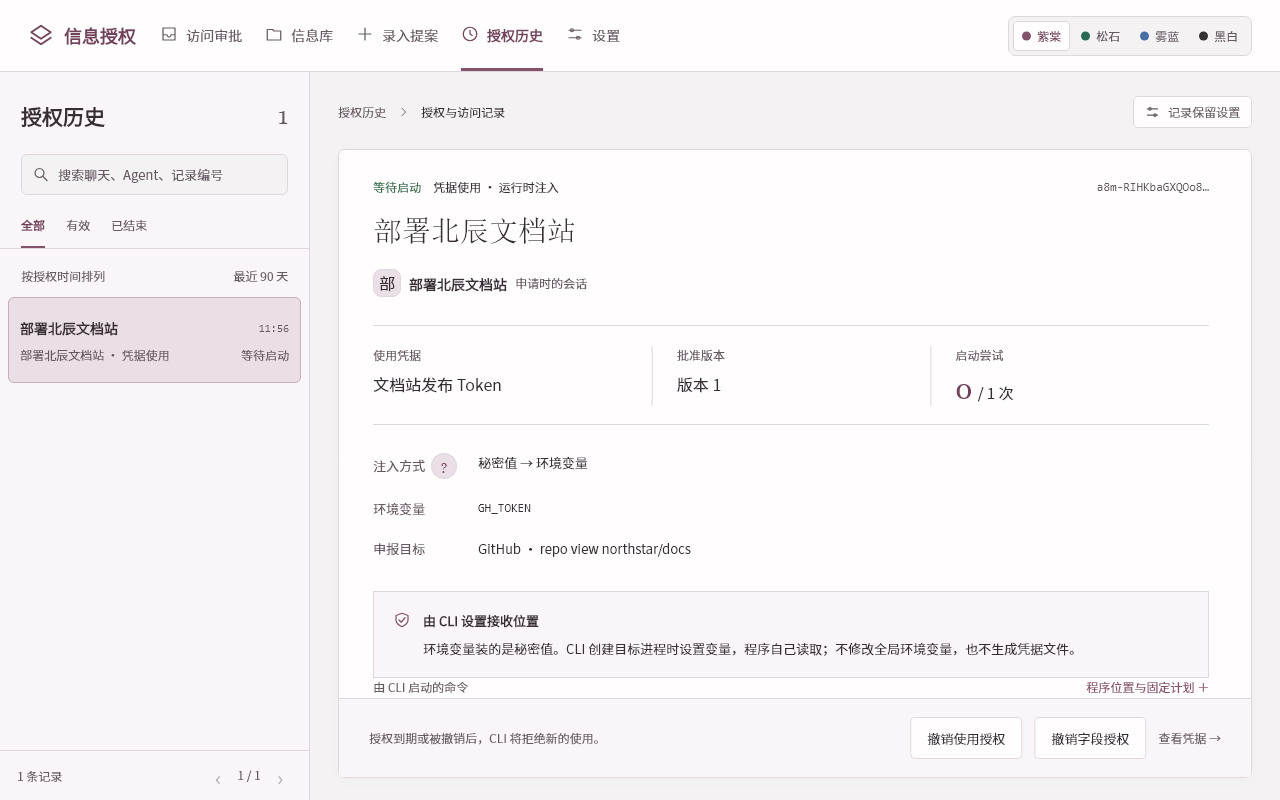 信息授权
访问审批
信息库
录入提案
授权历史
设置
紫棠
松石
雾蓝
黑白
授权历史
1
搜索聊天、Agent、记录编号
全部
有效
已结束
按授权时间排列
最近 90 天
部署北辰文档站
11:56
部署北辰文档站 · 凭据使用
等待启动
1 条记录
‹ 1 / 1 ›
授权历史 > 授权与访问记录
记录保留设置
等待启动 凭据使用 · 运行时注入
a8m-RIHKbaGXQOo8…
部署北辰文档站
部 部署北辰文档站 申请时的会话
使用凭据
文档站发布 Token
批准版本
版本 1
启动尝试
0 / 1 次
注入方式 ? 秘密值 → 环境变量
环境变量 GH_TOKEN
申报目标 GitHub · repo view northstar/docs
由 CLI 设置接收位置
环境变量装的是秘密值。CLI 创建目标进程时设置变量，程序自己读取；不修改全局环境变量，也不生成凭据文件。
由 CLI 启动的命令
程序位置与固定计划 +
授权到期或被撤销后，CLI 将拒绝新的使用。
撤销使用授权
撤销字段授权
查看凭据 →